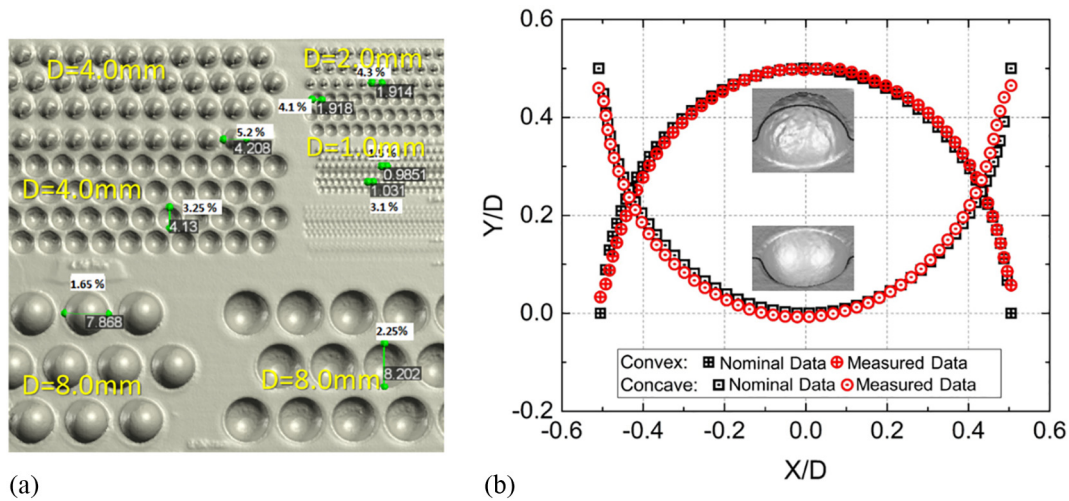 D=4.0mm
D=2.0mm
4.3 %
1.914
4.1 %
1.918
5.2 %
4.208
D=1.0mm
0.9851
1.031
3.1 %
D=4.0mm
3.25 %
4.13
1.65 %
7.868
2.25%
8.202
D=8.0mm
D=8.0mm
(a)
(b)
Y/D
0.6
0.5
0.4
0.3
0.2
0.0
-0.2
-0.6
-0.4
-0.2
0.0
0.2
0.4
0.6
X/D
Convex:
Nominal Data
Measured Data
Concave:
Nominal Data
Measured Data